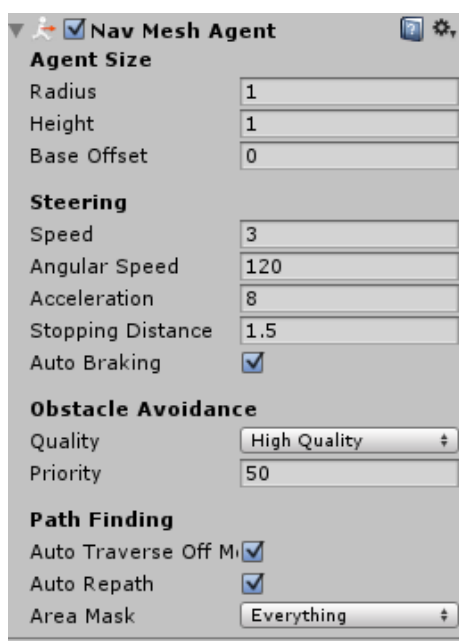 Nav Mesh Agent
Agent Size
Radius 1
Height 1
Base Offset 0
Steering
Speed 3
Angular Speed 120
Acceleration 8
Stopping Distance 1.5
Auto Braking
Obstacle Avoidance
Quality High Quality
Priority 50
Path Finding
Auto Traverse Off M
Auto Repath
Area Mask Everything